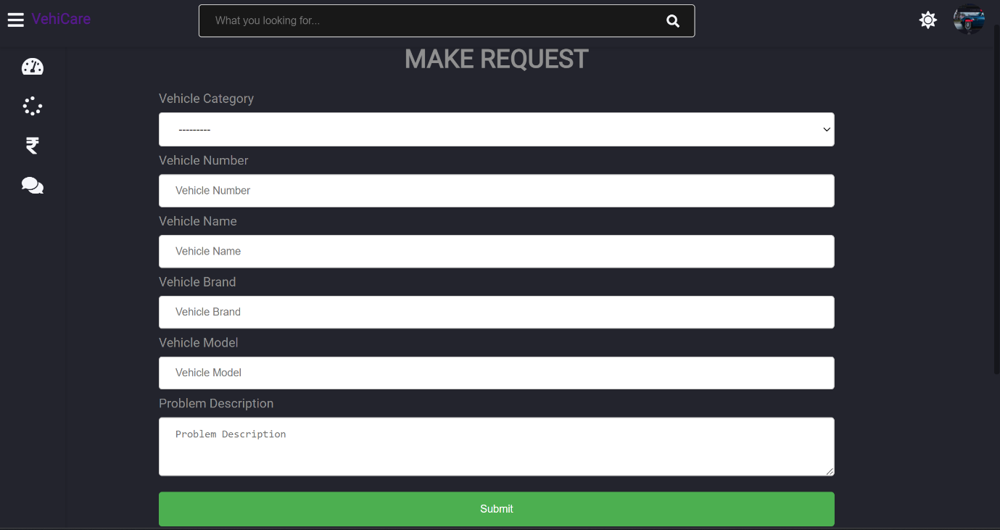 VehiCare
What you looking for...
MAKE REQUEST
Vehicle Category
---------
Vehicle Number
Vehicle Number
Vehicle Name
Vehicle Name
Vehicle Brand
Vehicle Brand
Vehicle Model
Vehicle Model
Problem Description
Problem Description
Submit